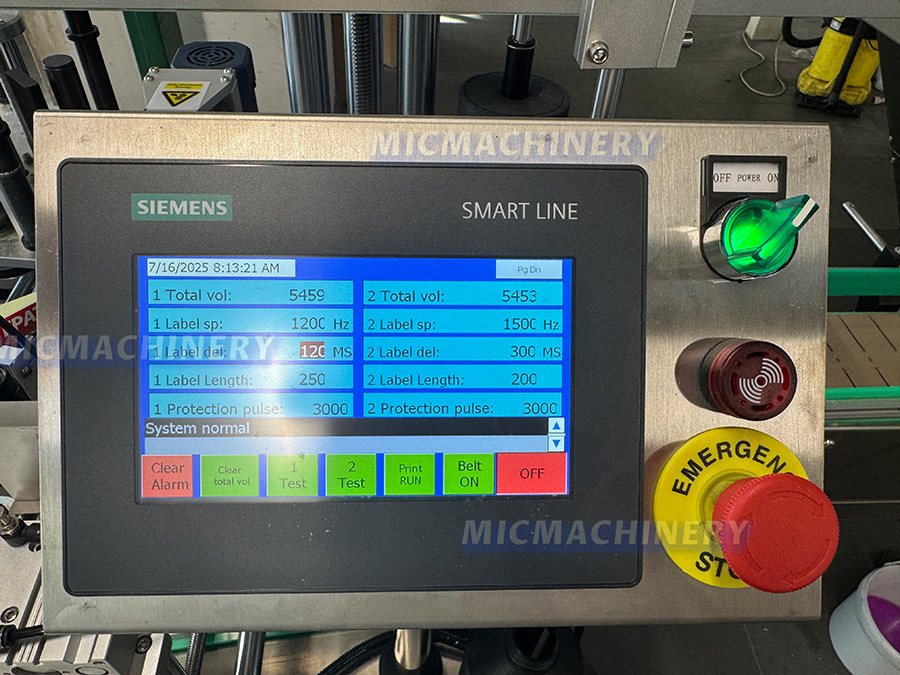 MICMACHINERY
OFF POWER ON
SIEMENS
SMART LINE
7/16/2025 8:13:21 AM
Pg Dn
1 Total vol: 5459
2 Total vol: 5453
1 Label sp: 1200 Hz
2 Label sp: 1500 Hz
MICMACHINERY
1 Label del: 120 MS
2 Label del: 300 MS
1 Label Length: 250
2 Label Length: 200
1 Protection pulse: 3000
2 Protection pulse: 3000
System normal
Clear Alarm
Clear total vol
1 Test
2 Test
Print RUN
Belt ON
OFF
EMERGEN
STO
MICMACHINERY